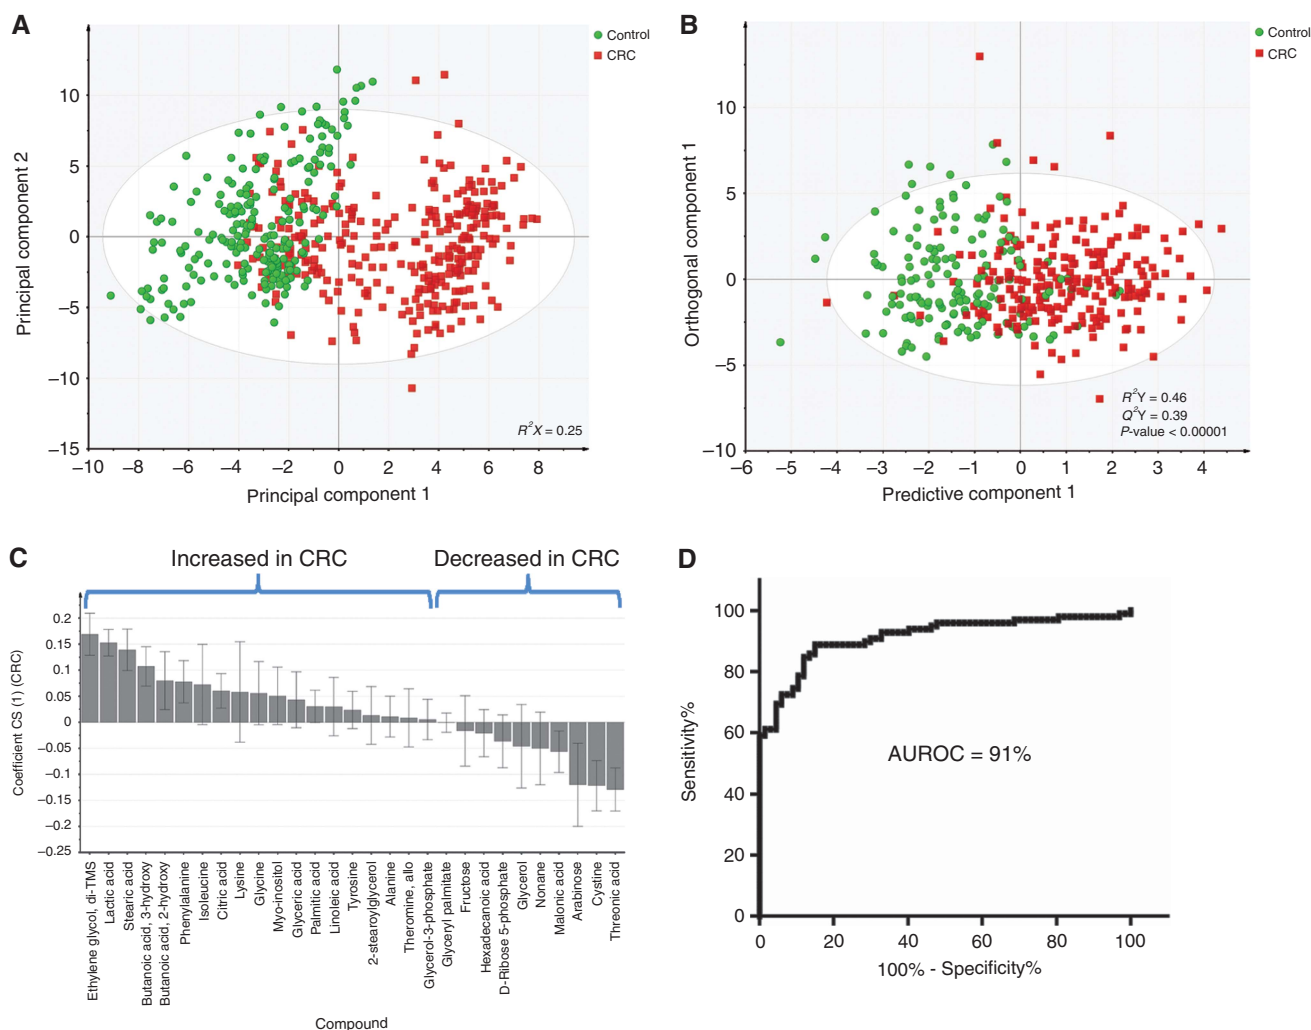 A
Control
CRC
Principal component 2
10
5
0
−5
−10
−15
−10 −8 −6 −4 −2 0 2 4 6 8
Principal component 1
R²X = 0.25
B
Control
CRC
Orthogonal component 1
10
5
0
−5
−10
−6 −5 −4 −3 −2 −1 0 1 2 3 4
Predictive component 1
R²Y = 0.46
Q²Y = 0.39
P-value < 0.00001
C
Increased in CRC
Decreased in CRC
Coefficient CS (1) (CRC)
0.2
0.15
0.1
0.05
0
−0.05
−0.1
−0.15
−0.2
−0.25
Ethylene glycol, di-TMS
Lactic acid
Stearic acid
Butanoic acid, 3-hydroxy
Butanoic acid, 2-hydroxy
Phenylalanine
Isoleucine
Citric acid
Lysine
Glycine
Myo-inositol
Glyceric acid
Palmitic acid
Linoleic acid
Tyrosine
2-stearoylglycerol
Alanine
Theromine, allo
Glycerol-3-phosphate
Glyceryl palmitate
Fructose
Hexadecanoic acid
D-Ribose 5-phosphate
Glycerol
Nonane
Malonic acid
Arabinose
Cystine
Threonic acid
Compound
D
Sensitivity%
100
80
60
40
20
0
AUROC = 91%
0 20 40 60 80 100
100% - Specificity%